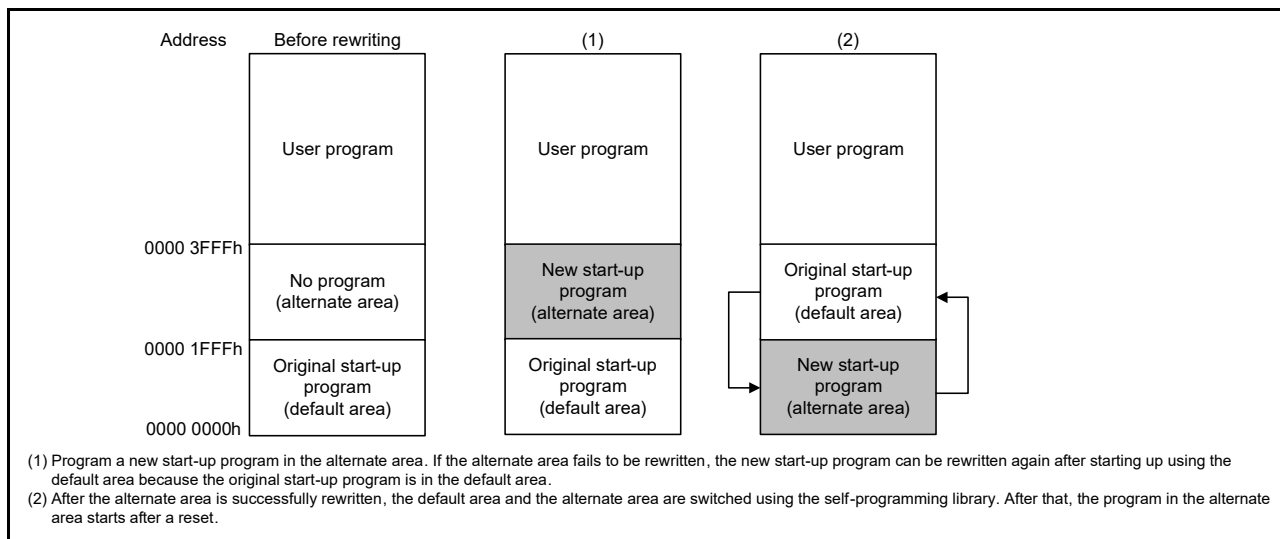 Address
Before rewriting
(1)
(2)
User program
User program
User program
0000 3FFFh
No program
(alternate area)
New start-up
program
(alternate area)
Original start-up
program
(default area)
0000 1FFFh
Original start-up
program
(default area)
Original start-up
program
(default area)
New start-up
program
(alternate area)
0000 0000h
(1) Program a new start-up program in the alternate area. If the alternate area fails to be rewritten, the new start-up program can be rewritten again after starting up using the
default area because the original start-up program is in the default area.
(2) After the alternate area is successfully rewritten, the default area and the alternate area are switched using the self-programming library. After that, the program in the alternate
area starts after a reset.